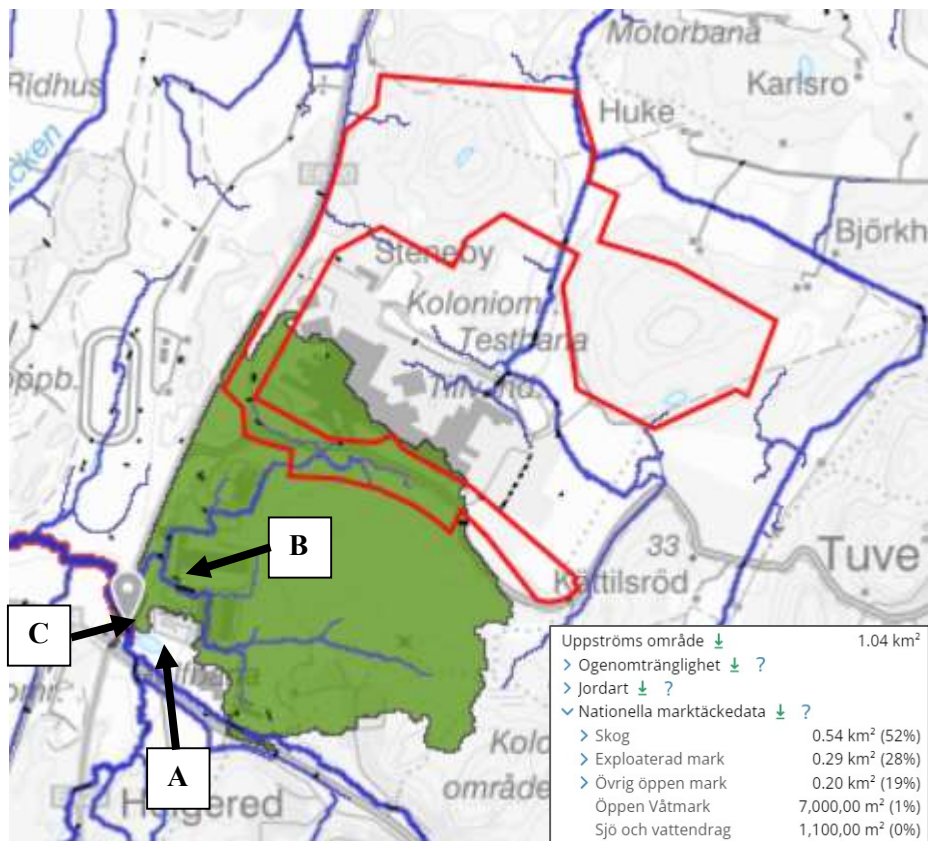 Motorbana
Ridhus
Karlsro
Huke
Björkh
Steneby
Koloniom.
Testbana
33
Tuve
Kättilsröd
B
C
A
Kolo
område
Uppströms område 1.04 km²
> Ogenomtränglighet ?
> Jordart ?
Nationella marktäckedata ?
> Skog 0.54 km² (52%)
> Exploaterad mark 0.29 km² (28%)
> Övrig öppen mark 0.20 km² (19%)
Öppen Våtmark 7,000,00 m² (1%)
Sjö och vattendrag 1,100,00 m² (0%)